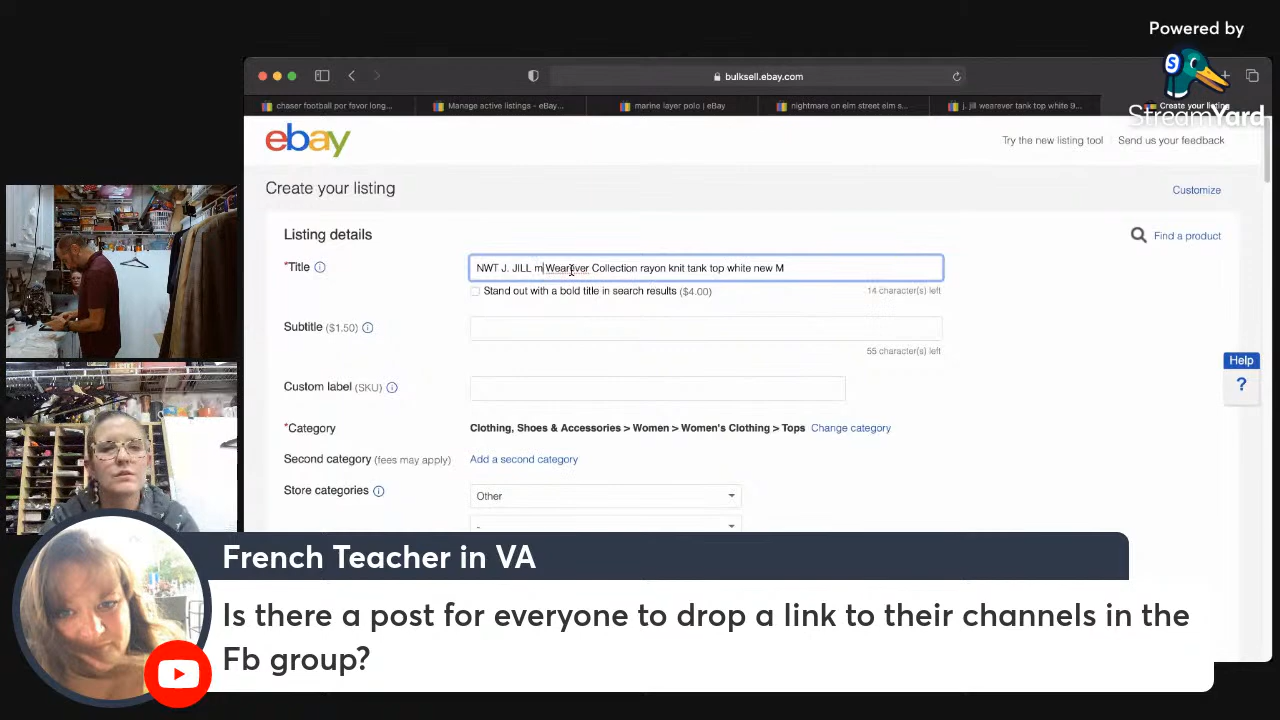 Powered by
StreamYard
bulksell.ebay.com
chaser football por favor long...
Manage active listings - eBay...
marine layer polo | eBay
nightmare on elm street elm s...
j. jill wearever tank top white 9...
Create your listing
ebay
Try the new listing tool
Send us your feedback
Create your listing
Customize
Listing details
Find a product
*Title
NWT J. JILL m Wearever Collection rayon knit tank top white new M
Stand out with a bold title in search results ($4.00)
14 character(s) left
Subtitle ($1.50)
55 character(s) left
Help
?
Custom label (SKU)
*Category
Clothing, Shoes & Accessories > Women > Women's Clothing > Tops
Change category
Second category (fees may apply)
Add a second category
Store categories
Other
-
French Teacher in VA
Is there a post for everyone to drop a link to their channels in the
Fb group?